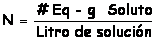 N = # Eq - g Soluto
Litro de solución